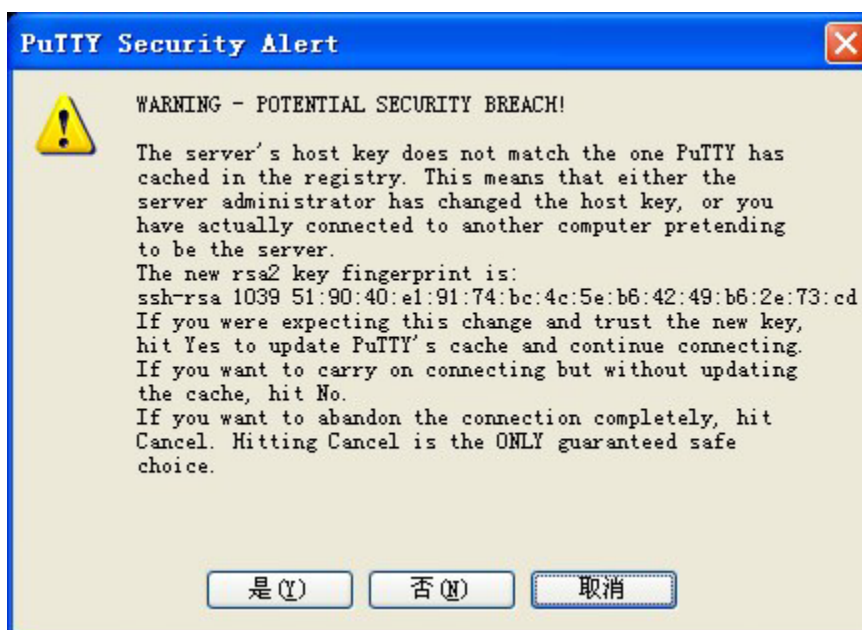 PuTTY Security Alert
WARNING - POTENTIAL SECURITY BREACH!
The server's host key does not match the one PuTTY has
cached in the registry. This means that either the
server administrator has changed the host key, or you
have actually connected to another computer pretending
to be the server.
The new rsa2 key fingerprint is:
ssh-rsa 1039 51:90:40:e1:91:74:bc:4c:5e:b6:42:49:b6:2e:73:cd
If you were expecting this change and trust the new key,
hit Yes to update PuTTY's cache and continue connecting.
If you want to carry on connecting but without updating
the cache, hit No.
If you want to abandon the connection completely, hit
Cancel. Hitting Cancel is the ONLY guaranteed safe
choice.
是(Y) 否(N) 取消